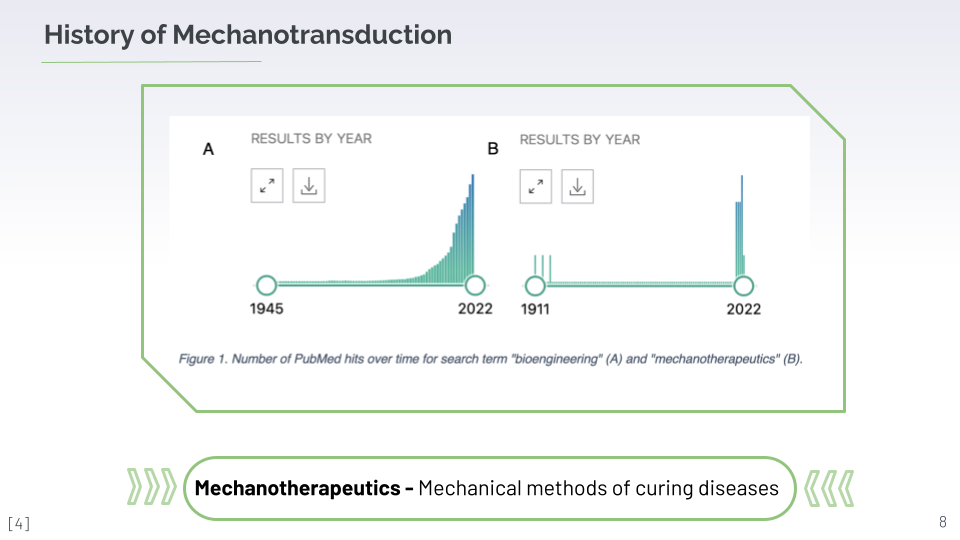 History of Mechanotransduction
A
RESULTS BY YEAR
1945
2022
B
RESULTS BY YEAR
1911
2022
Figure 1. Number of PubMed hits over time for search term "bioengineering" (A) and "mechanotherapeutics" (B).
Mechanotherapeutics - Mechanical methods of curing diseases
[4]
8